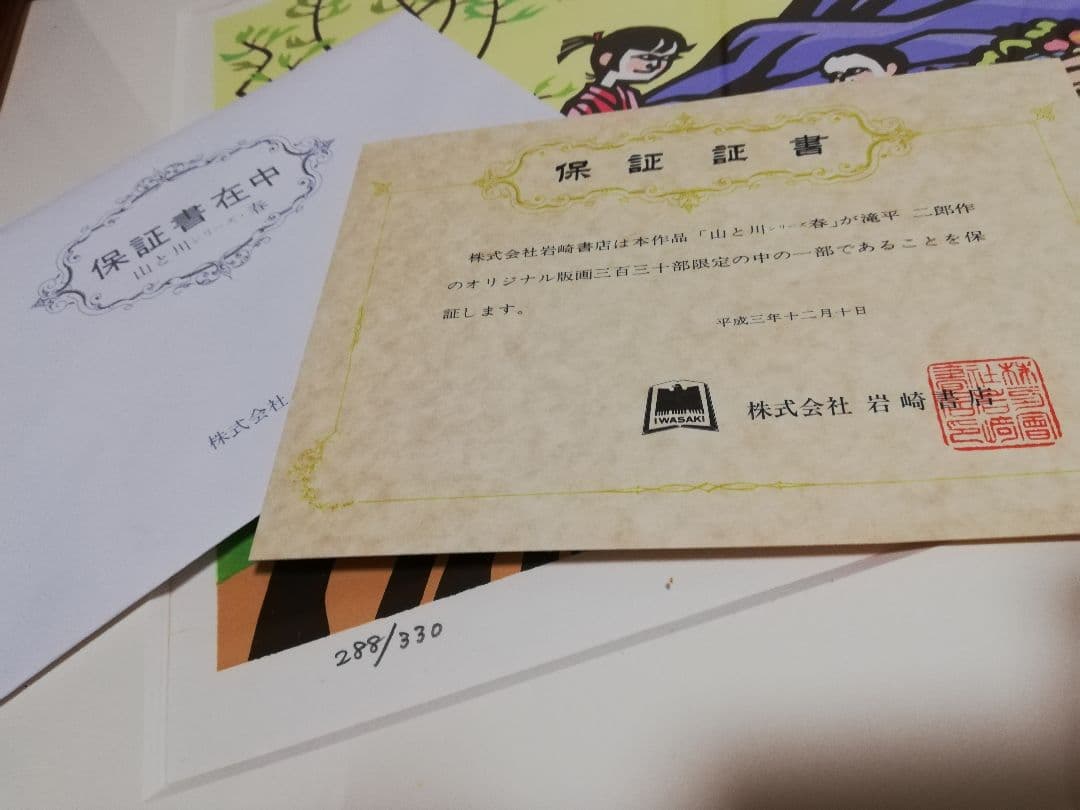 保証書在中
山と川シリーズ・春
株式会社
保証証書
株式会社岩崎書店は本作品「山と川シリーズ春」が滝平 二郎作
のオリジナル版画三百三十部限定の中の一部であることを保
証します。
平成三年十二月十日
IWASAKI
株式会社 岩崎書店
288/330